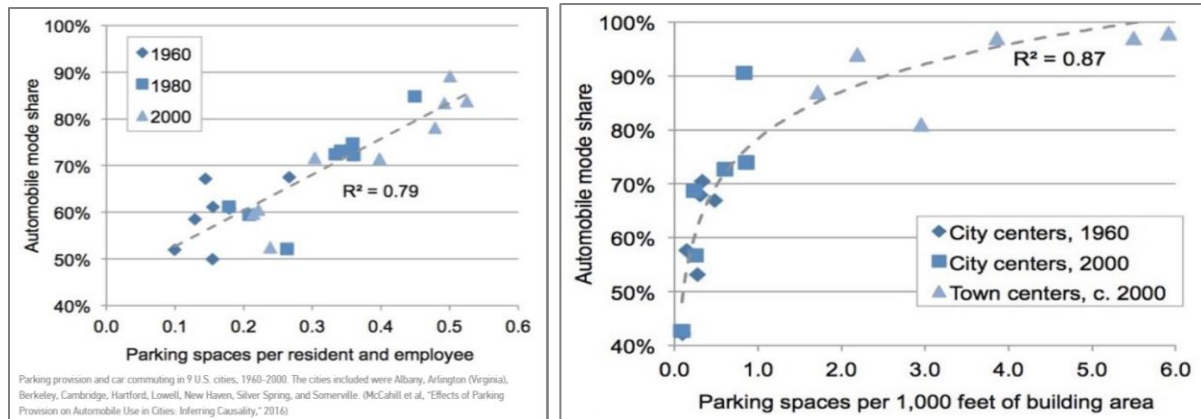 100%
90%
80%
70%
60%
50%
40%
Automobile mode share
1960
1980
2000
R² = 0.79
0.0 0.1 0.2 0.3 0.4 0.5 0.6
Parking spaces per resident and employee
Parking provision and car commuting in 9 U.S. cities, 1960-2000. The cities included were Albany, Arlington (Virginia),
Berkeley, Cambridge, Hartford, Lowell, New Haven, Silver Spring, and Somerville. (McCahill et al, "Effects of Parking
Provision on Automobile Use in Cities: Inferring Causality," 2016)
100%
90%
80%
70%
60%
50%
40%
Automobile mode share
R² = 0.87
City centers, 1960
City centers, 2000
Town centers, c. 2000
0.0 1.0 2.0 3.0 4.0 5.0 6.0
Parking spaces per 1,000 feet of building area